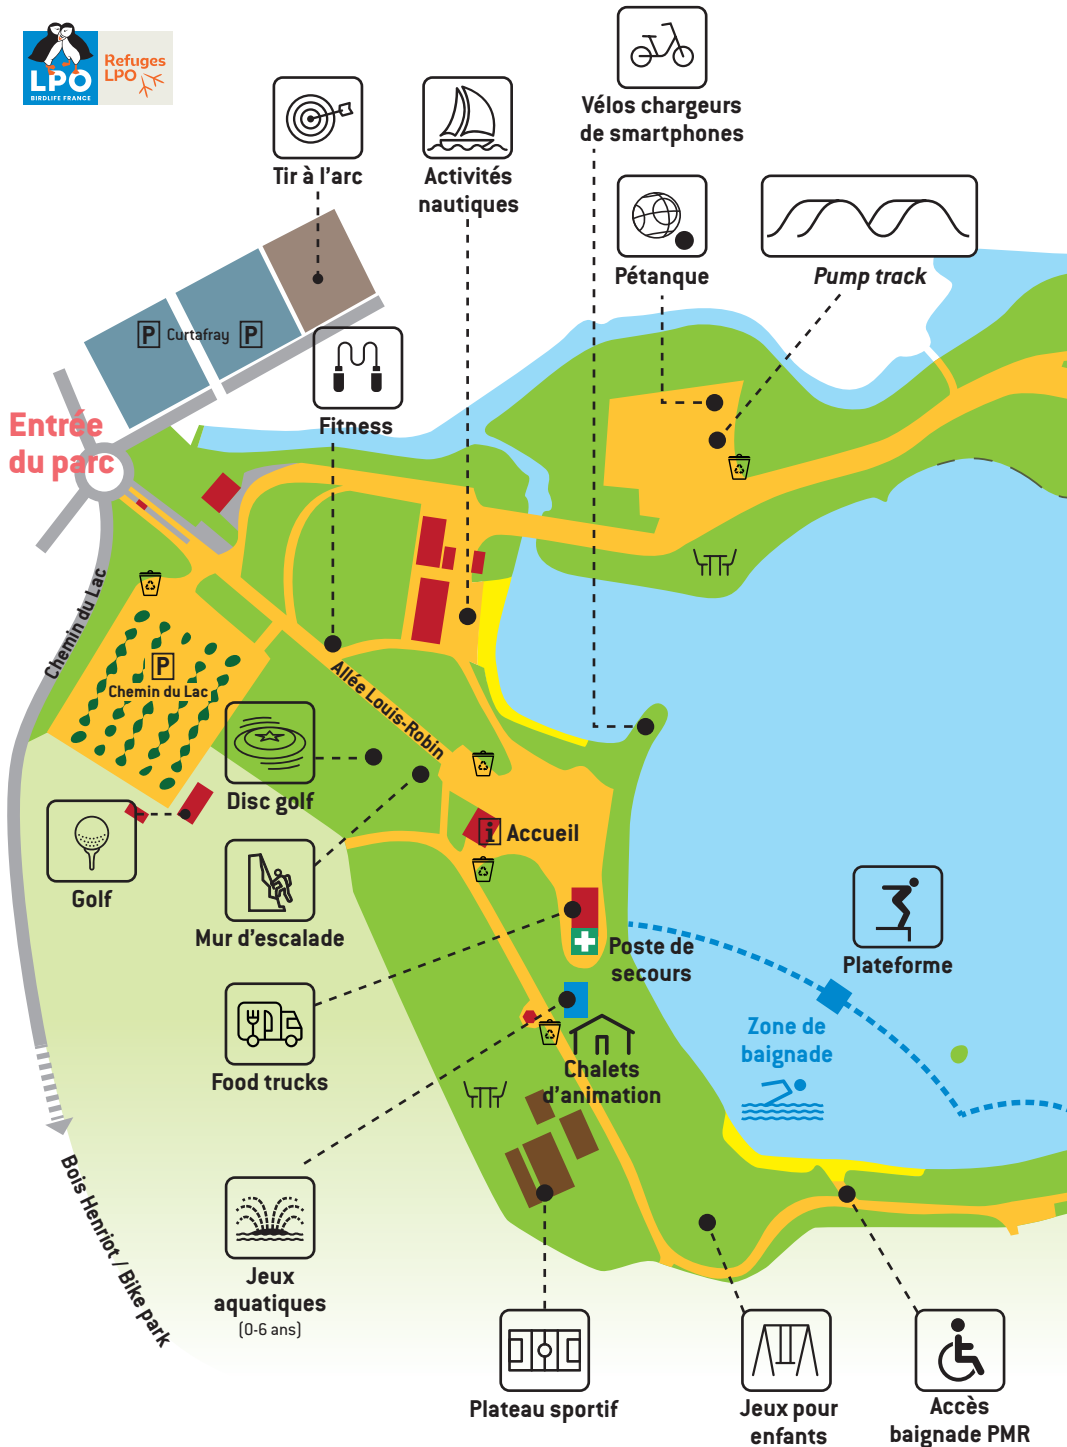 LPO
BIRDLIFE FRANCE
Refuges
LPO
Vélos chargeurs
de smartphones
Tir à l'arc
Activités
nautiques
Pétanque
Pump track
P Curtafray P
Fitness
Entrée
du parc
Chemin du Lac
P
Chemin du Lac
Allée Louis-Robin
Disc golf
i Accueil
Golf
Mur d'escalade
Poste de
secours
Plateforme
Zone de
baignade
Food trucks
Chalets
d'animation
Bois Henriot / Bike park
Jeux
aquatiques
(0-6 ans)
Plateau sportif
Jeux pour
enfants
Accès
baignade PMR